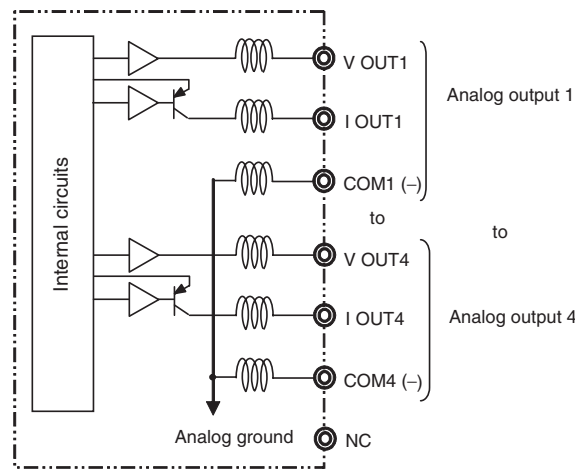 Internal circuits
V OUT1
I OUT1
COM1 (–)
Analog output 1
to
to
V OUT4
I OUT4
COM4 (–)
Analog output 4
Analog ground
NC